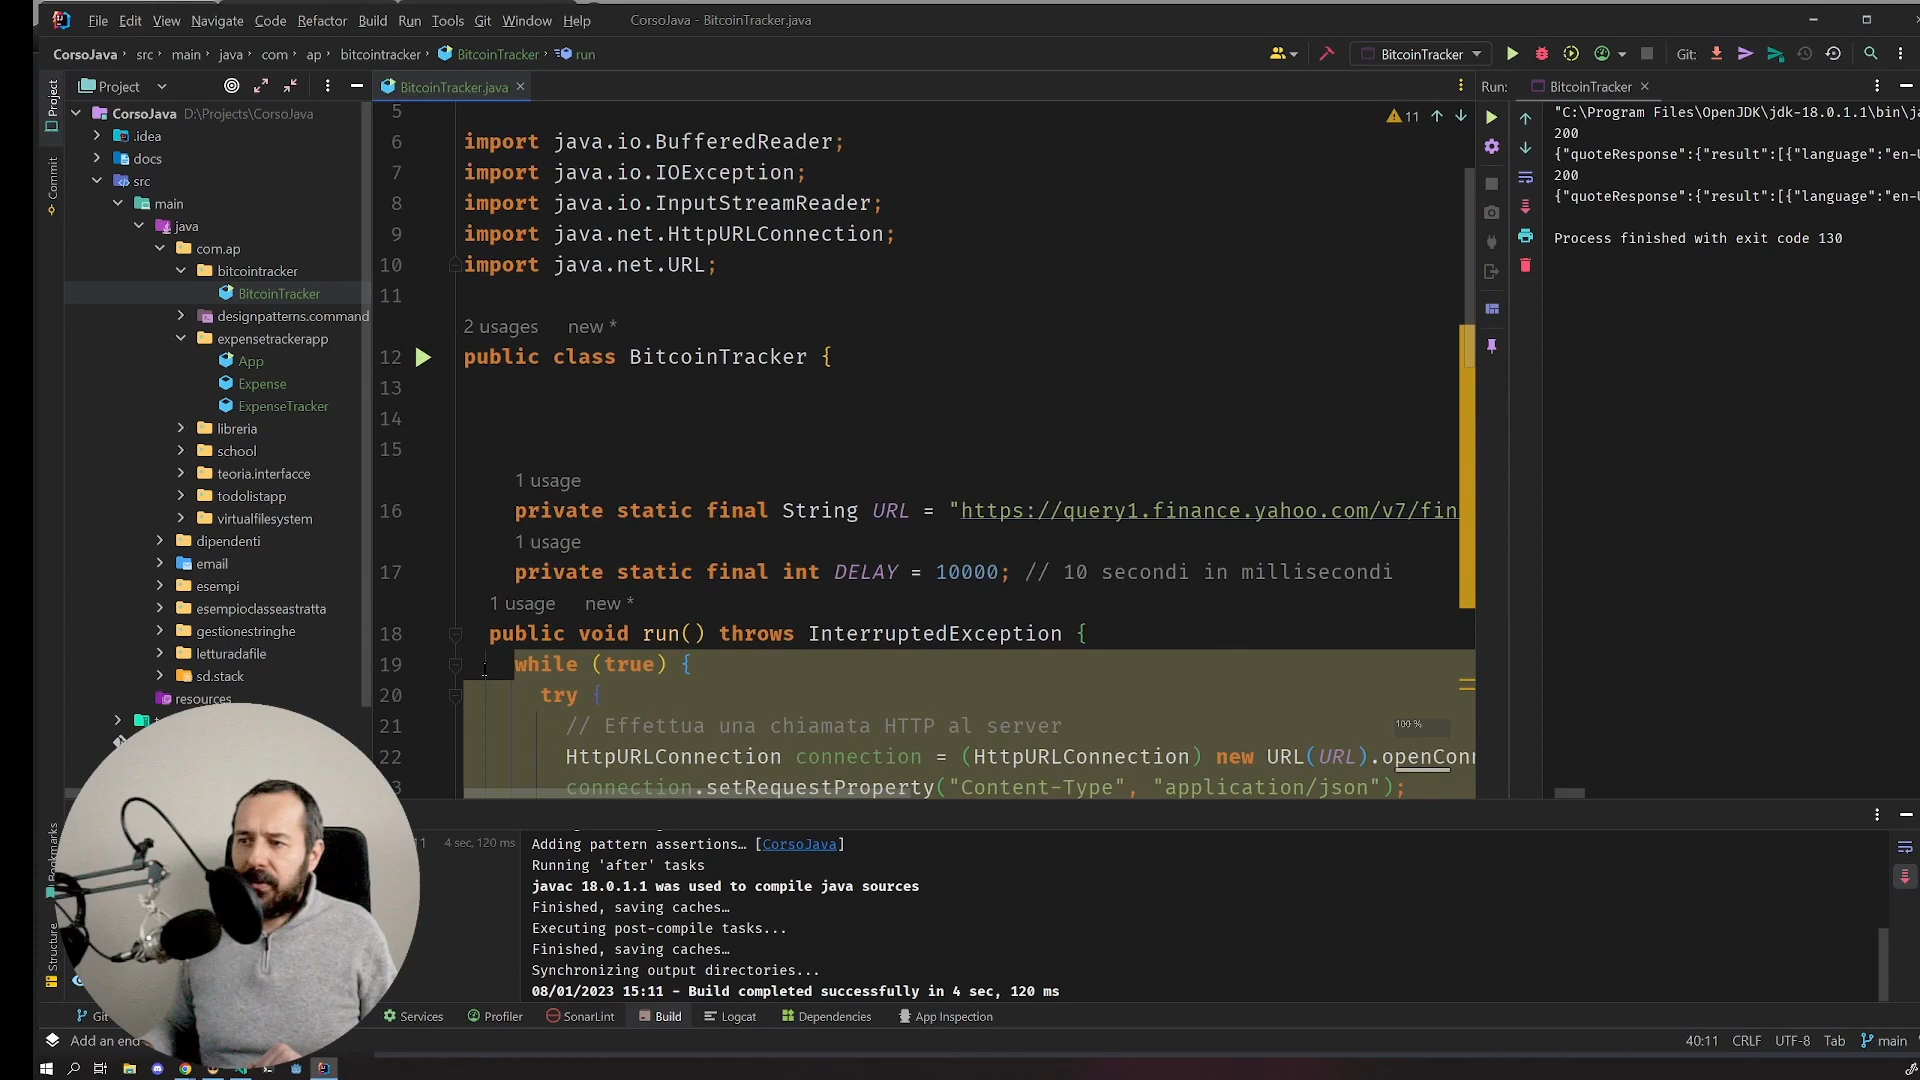 File Edit View Navigate Code Refactor Build Run Tools Git Window Help CorsoJava - BitcoinTracker.java
CorsoJava src main java com ap bitcointracker BitcoinTracker run BitcoinTracker Git:
Project
BitcoinTracker.java
Run: BitcoinTracker
Project
Commit
Bookmarks
Structure
CorsoJava D:\Projects\CorsoJava
.idea
docs
src
main
java
com.ap
bitcointracker
BitcoinTracker
designpatterns.command
expensetrackerapp
App
Expense
ExpenseTracker
libreria
school
teoria.interfacce
todolistapp
virtualfilesystem
dipendenti
email
esempi
esempioclasseastratta
gestionestringhe
letturadafile
sd.stack
resources
11
5
6 import java.io.BufferedReader;
7 import java.io.IOException;
8 import java.io.InputStreamReader;
9 import java.net.HttpURLConnection;
10 import java.net.URL;
11
2 usages new *
12 public class BitcoinTracker {
13
14
15
1 usage
16 private static final String URL = "https://query1.finance.yahoo.com/v7/fin
1 usage
17 private static final int DELAY = 10000; // 10 secondi in millisecondi
1 usage new *
18 public void run() throws InterruptedException {
19 while (true) {
20 try {
21 // Effettua una chiamata HTTP al server
100 %
22 HttpURLConnection connection = (HttpURLConnection) new URL(URL).openConn
3 connection.setRequestProperty("Content-Type", "application/json");
"C:\Program Files\OpenJDK\jdk-18.0.1.1\bin\ja
200
{"quoteResponse":{"result":[{"language":"en-U
200
{"quoteResponse":{"result":[{"language":"en-U
Process finished with exit code 130
11 4 sec, 120 ms
Adding pattern assertions… [CorsoJava]
Running 'after' tasks
javac 18.0.1.1 was used to compile java sources
Finished, saving caches…
Executing post-compile tasks...
Finished, saving caches…
Synchronizing output directories...
08/01/2023 15:11 - Build completed successfully in 4 sec, 120 ms
Git Services Profiler SonarLint Build Logcat Dependencies App Inspection
Add an end 40:11 CRLF UTF-8 Tab main